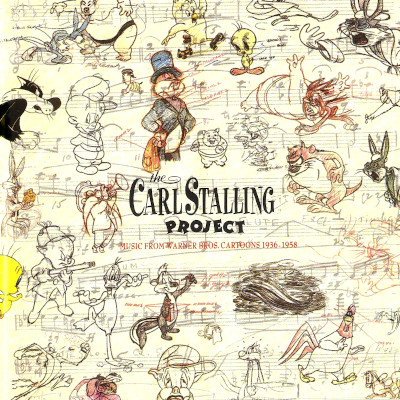 the
CARL STALLING
PROJECT
MUSIC FROM WARNER BROS. CARTOONS 1936-1958